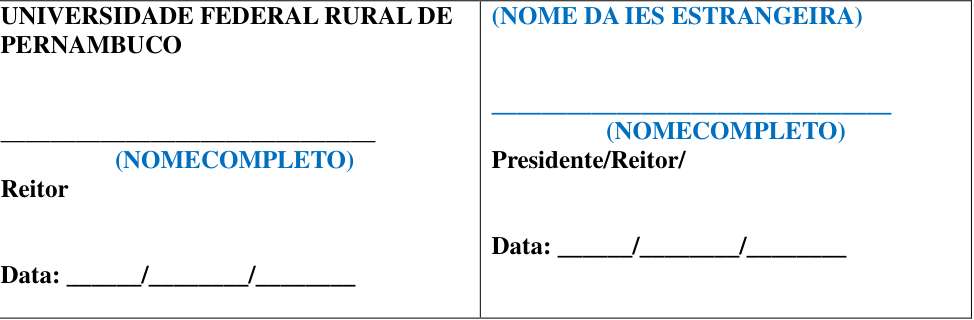 UNIVERSIDADE FEDERAL RURAL DE
PERNAMBUCO
______________________________
(NOMECOMPLETO)
Reitor
Data: ______/________/________
(NOME DA IES ESTRANGEIRA)
________________________________
(NOMECOMPLETO)
Presidente/Reitor/
Data: ______/________/________